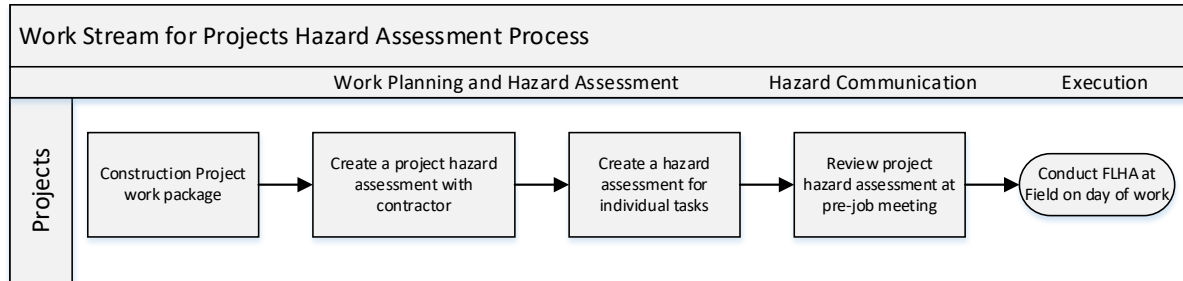 Work Stream for Projects Hazard Assessment Process
Work Planning and Hazard Assessment
Hazard Communication
Execution
Projects
Construction Project
work package
Create a project hazard
assessment with
contractor
Create a hazard
assessment for
individual tasks
Review project
hazard assessment at
pre-job meeting
Conduct FLHA at
Field on day of work